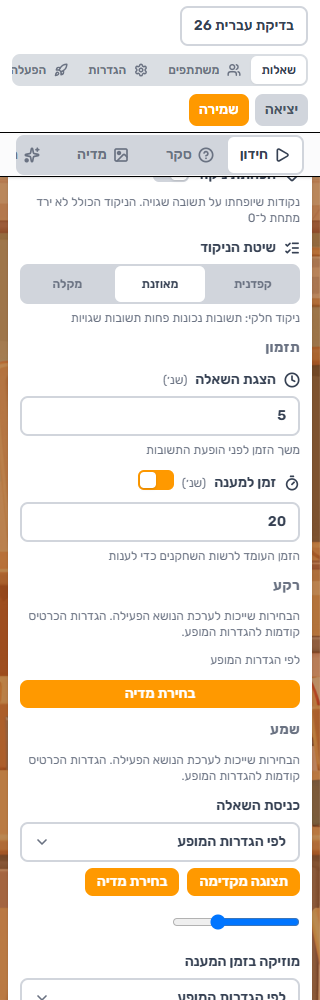 בדיקת עברית 26
שאלות
משתתפים
הגדרות
הפעלה
יציאה
שמירה
חידון
סקר
מדיה
נקודות שיופחתו על תשובה שגויה. הניקוד הכולל לא ירד
מתחת ל־0
שיטת הניקוד
קפדנית
מאוזנת
מקלה
ניקוד חלקי: תשובות נכונות פחות תשובות שגויות
תזמון
הצגת השאלה (שנ׳)
5
משך הזמן לפני הופעת התשובות
זמן למענה (שנ׳)
20
הזמן העומד לרשות השחקנים כדי לענות
רקע
הבחירות שייכות לערכת הנושא הפעילה. הגדרות הכרטיס
קודמות להגדרות המופע.
לפי הגדרות המופע
בחירת מדיה
שמע
הבחירות שייכות לערכת הנושא הפעילה. הגדרות הכרטיס
קודמות להגדרות המופע.
כניסת השאלה
לפי הגדרות המופע
תצוגה מקדימה
בחירת מדיה
מוזיקה בזמן המענה
לפי הגדרות המופע